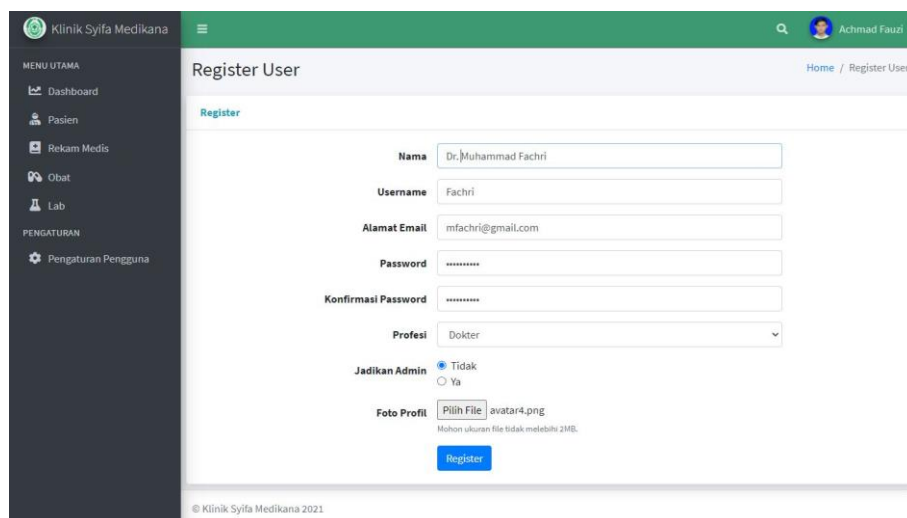 Klinik Syifa Medikana
Achmad Fauzi
MENU UTAMA
Dashboard
Pasien
Rekam Medis
Obat
Lab
PENGATURAN
Pengaturan Pengguna
Register User
Home / Register User
Register
Nama Dr. Muhammad Fachri
Username Fachri
Alamat Email mfachri@gmail.com
Password ••••••••••
Konfirmasi Password ••••••••••
Profesi Dokter
Jadikan Admin Tidak
Ya
Foto Profil Pilih File avatar4.png
Mohon ukuran file tidak melebihi 2MB.
Register
© Klinik Syifa Medikana 2021